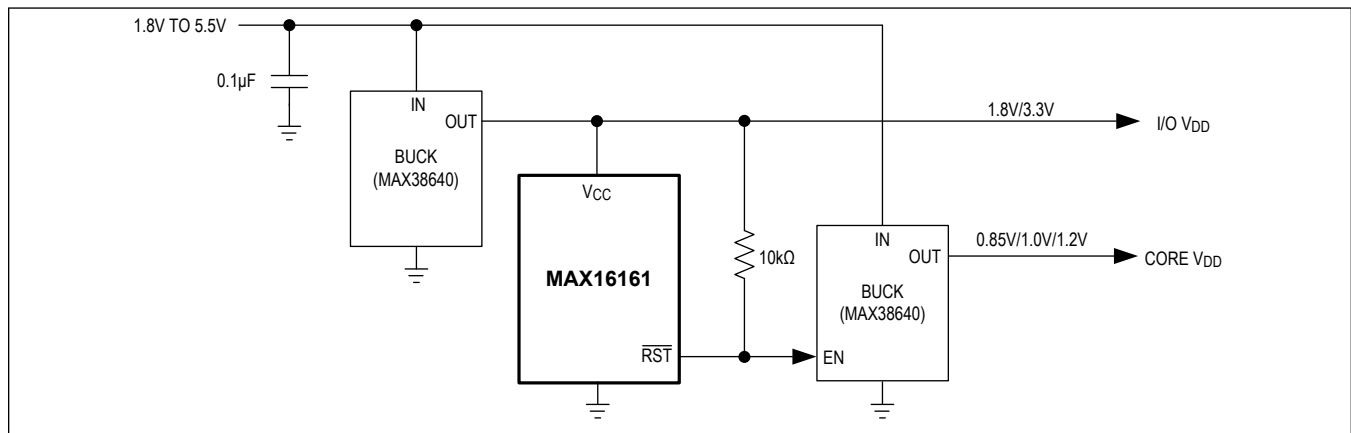 1.8V TO 5.5V
0.1µF
IN
OUT
BUCK
(MAX38640)
1.8V/3.3V
I/O VDD
VCC
MAX16161
RST
10kΩ
IN
OUT
BUCK
(MAX38640)
EN
0.85V/1.0V/1.2V
CORE VDD